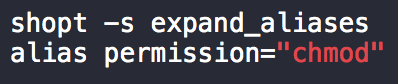 shopt -s expand_aliases
alias permission="chmod"